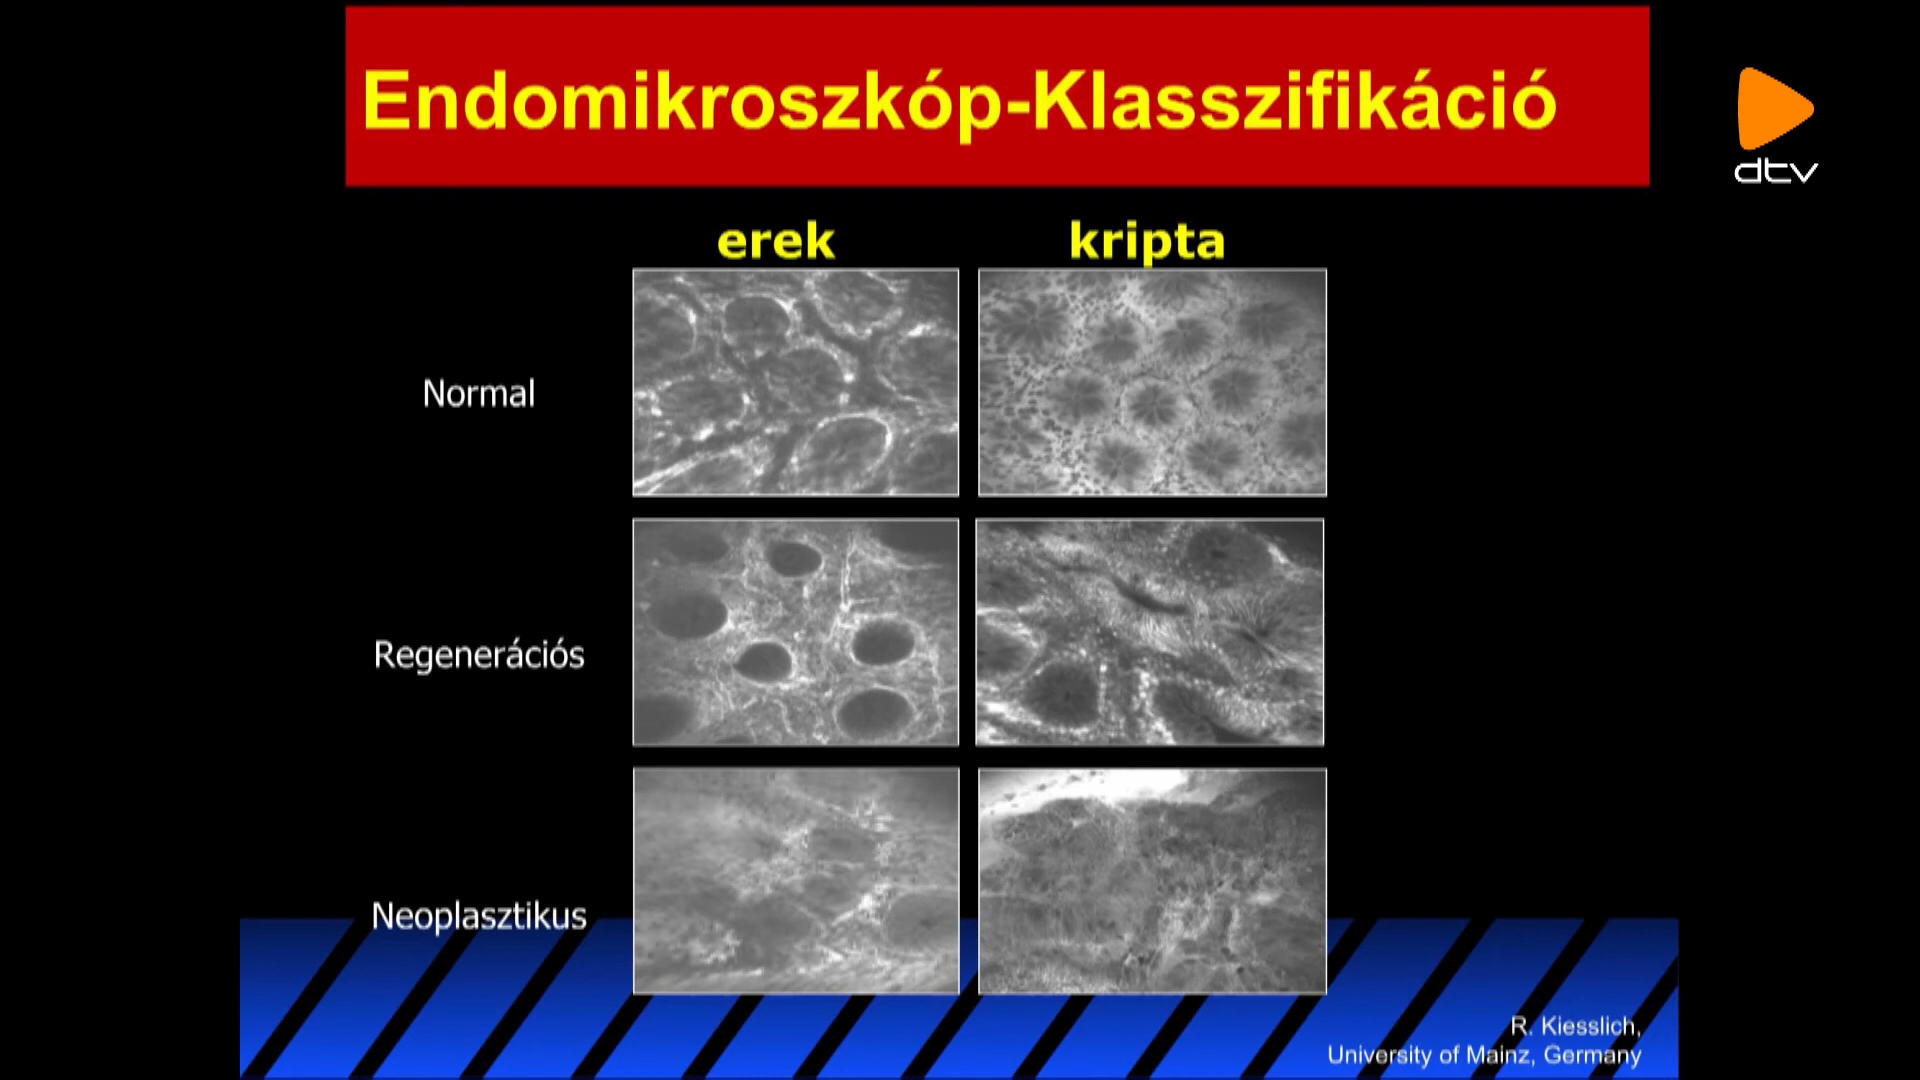 Endomikroszkóp-Klasszifikáció
dtv
erek kripta
Normal
Regenerációs
Neoplasztikus
R. Kiesslich,
University of Mainz, Germany